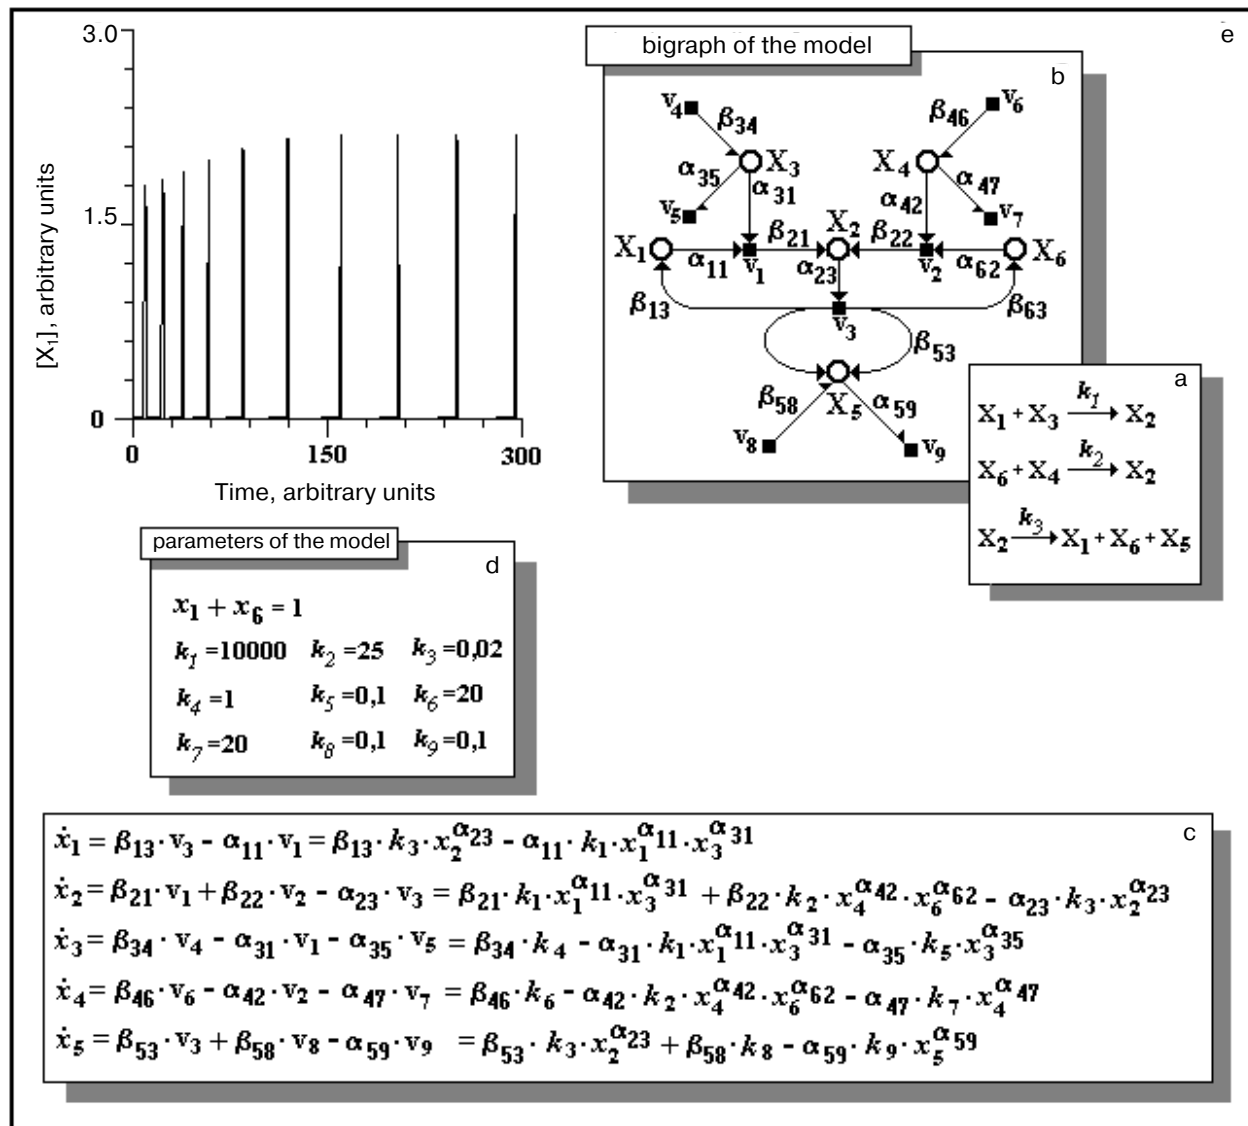 e
3.0
1.5
0
0 150 300
[X₁], arbitrary units
Time, arbitrary units
bigraph of the model
b
v₄ v₆
β₃₄ β₄₆
X₃ X₄
α₃₅ α₃₁ α₄₂ α₄₇
v₅ v₇
X₁ β₂₁ X₂ β₂₂ X₆
α₁₁ v₁ α₂₃ v₂ α₆₂
β₁₃ β₆₃
v₃
β₅₃
β₅₈ X₅ α₅₉
v₈ v₉
a
X₁ + X₃ k₁ → X₂
X₆ + X₄ k₂ → X₂
X₂ k₃ → X₁ + X₆ + X₅
parameters of the model
d
x₁ + x₆ = 1
k₁ =10000 k₂ =25 k₃ =0,02
k₄ =1 k₅ =0,1 k₆ =20
k₇ =20 k₈ =0,1 k₉ =0,1
c
ẋ₁ = β₁₃ · v₃ - α₁₁ · v₁ = β₁₃ · k₃ · x₂^α₂₃ - α₁₁ · k₁ · x₁^α₁₁ · x₃^α₃₁
ẋ₂ = β₂₁ · v₁ + β₂₂ · v₂ - α₂₃ · v₃ = β₂₁ · k₁ · x₁^α₁₁ · x₃^α₃₁ + β₂₂ · k₂ · x₄^α₄₂ · x₆^α₆₂ - α₂₃ · k₃ · x₂^α₂₃
ẋ₃ = β₃₄ · v₄ - α₃₁ · v₁ - α₃₅ · v₅ = β₃₄ · k₄ - α₃₁ · k₁ · x₁^α₁₁ · x₃^α₃₁ - α₃₅ · k₅ · x₃^α₃₅
ẋ₄ = β₄₆ · v₆ - α₄₂ · v₂ - α₄₇ · v₇ = β₄₆ · k₆ - α₄₂ · k₂ · x₄^α₄₂ · x₆^α₆₂ - α₄₇ · k₇ · x₄^α₄₇
ẋ₅ = β₅₃ · v₃ + β₅₈ · v₈ - α₅₉ · v₉ = β₅₃ · k₃ · x₂^α₂₃ + β₅₈ · k₈ - α₅₉ · k₉ · x₅^α₅₉